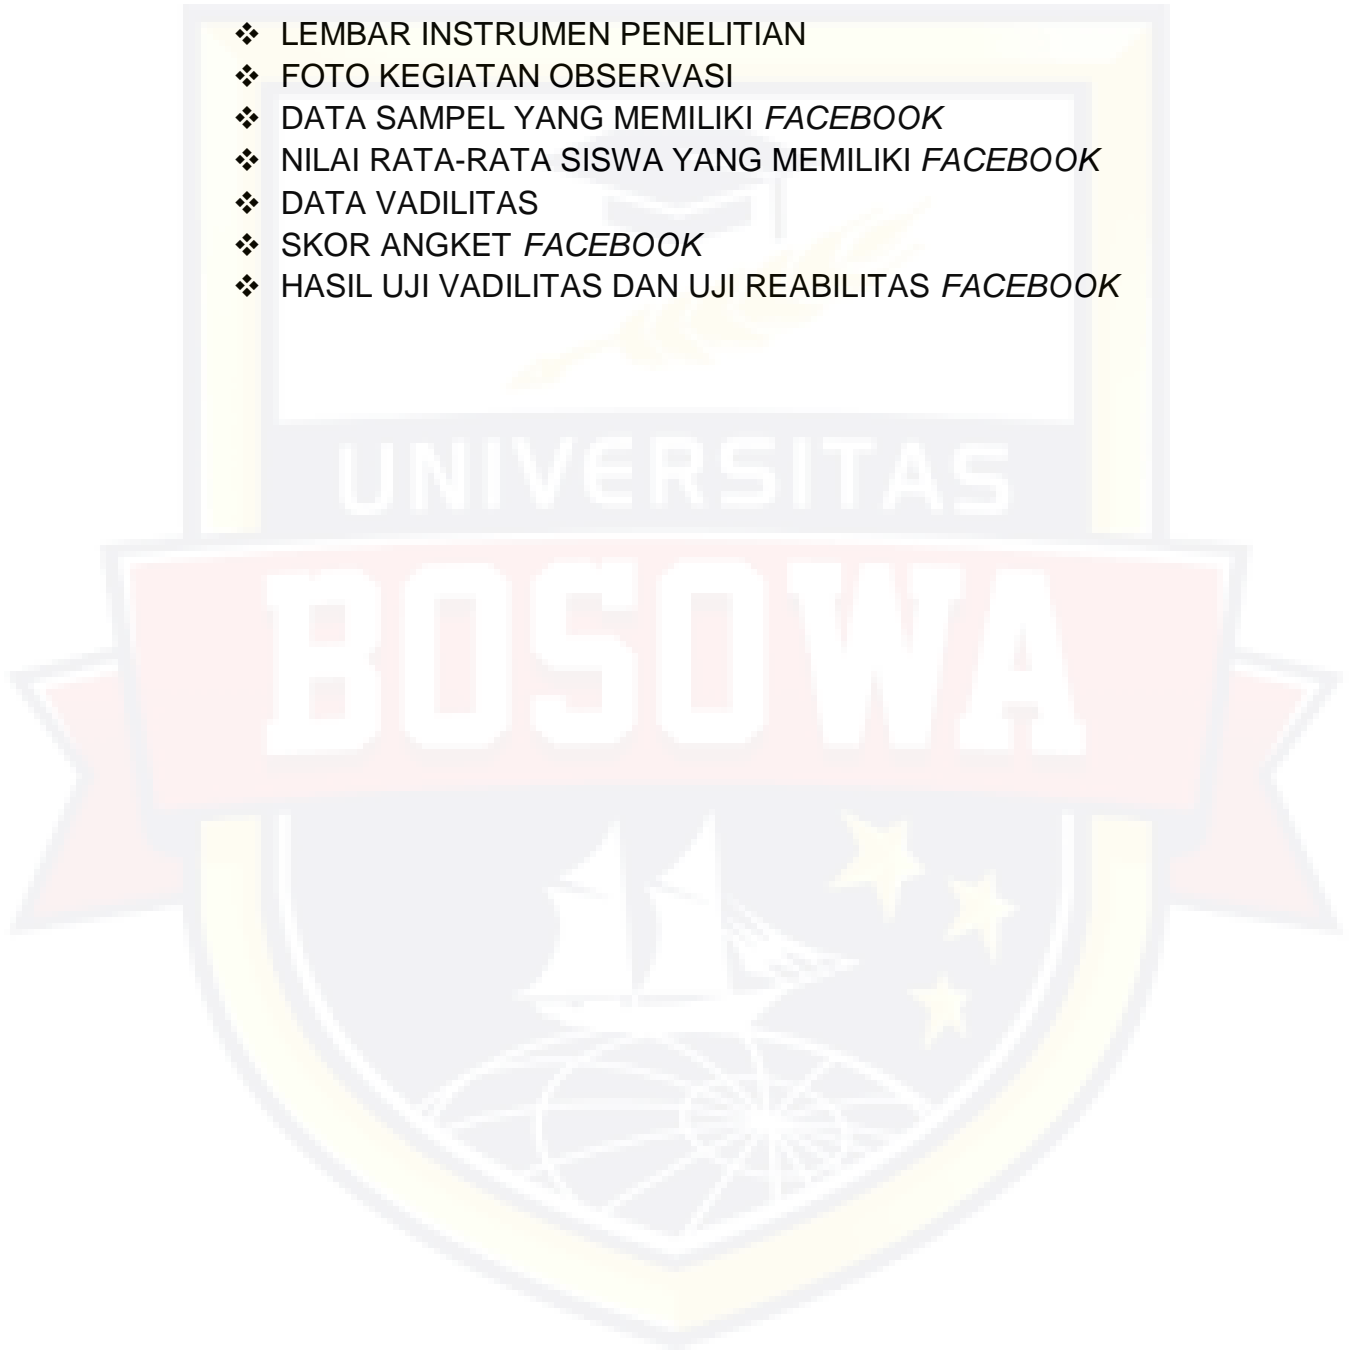 ❖ LEMBAR INSTRUMEN PENELITIAN
❖ FOTO KEGIATAN OBSERVASI
❖ DATA SAMPEL YANG MEMILIKI FACEBOOK
❖ NILAI RATA-RATA SISWA YANG MEMILIKI FACEBOOK
❖ DATA VADILITAS
❖ SKOR ANGKET FACEBOOK
❖ HASIL UJI VADILITAS DAN UJI REABILITAS FACEBOOK
UNIVERSITAS
BOSOWA